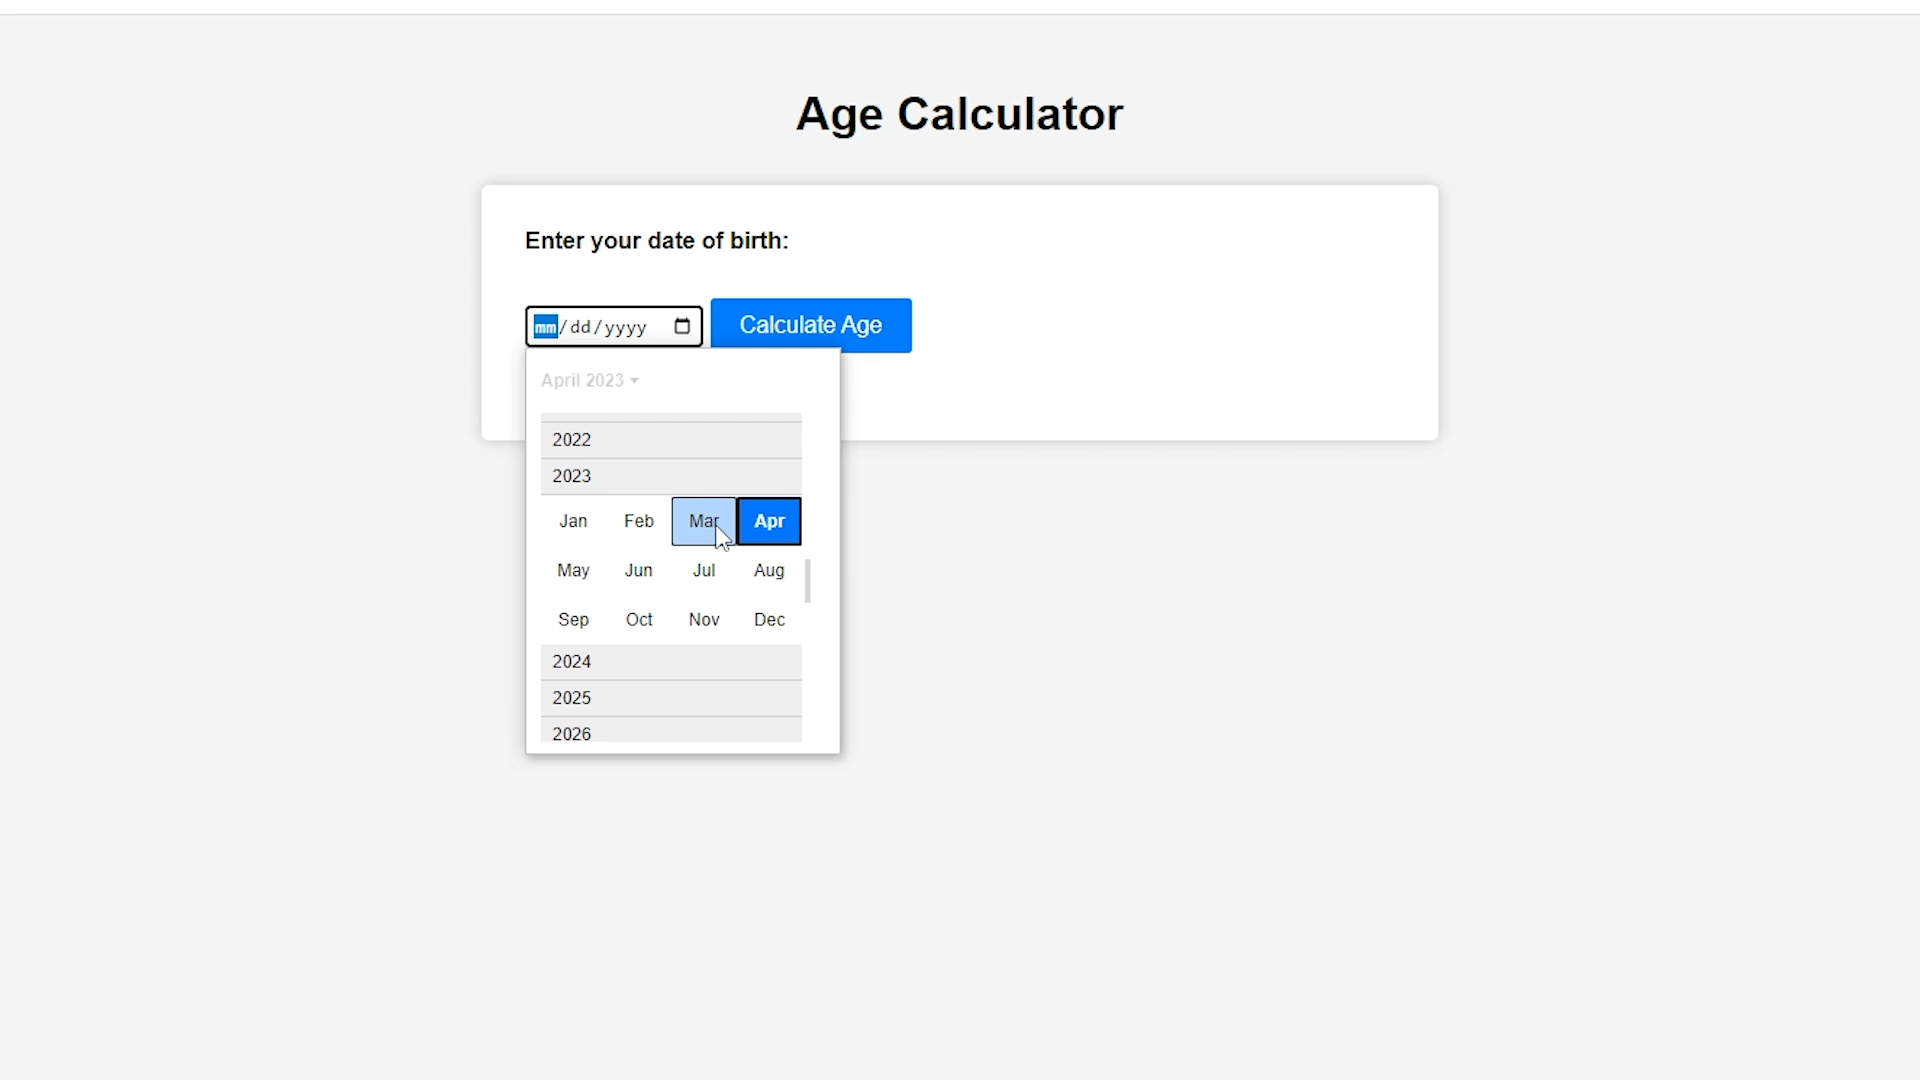 Age Calculator
Enter your date of birth:
mm/dd/yyyy
Calculate Age
April 2023
2022
2023
Jan Feb Mar Apr
May Jun Jul Aug
Sep Oct Nov Dec
2024
2025
2026